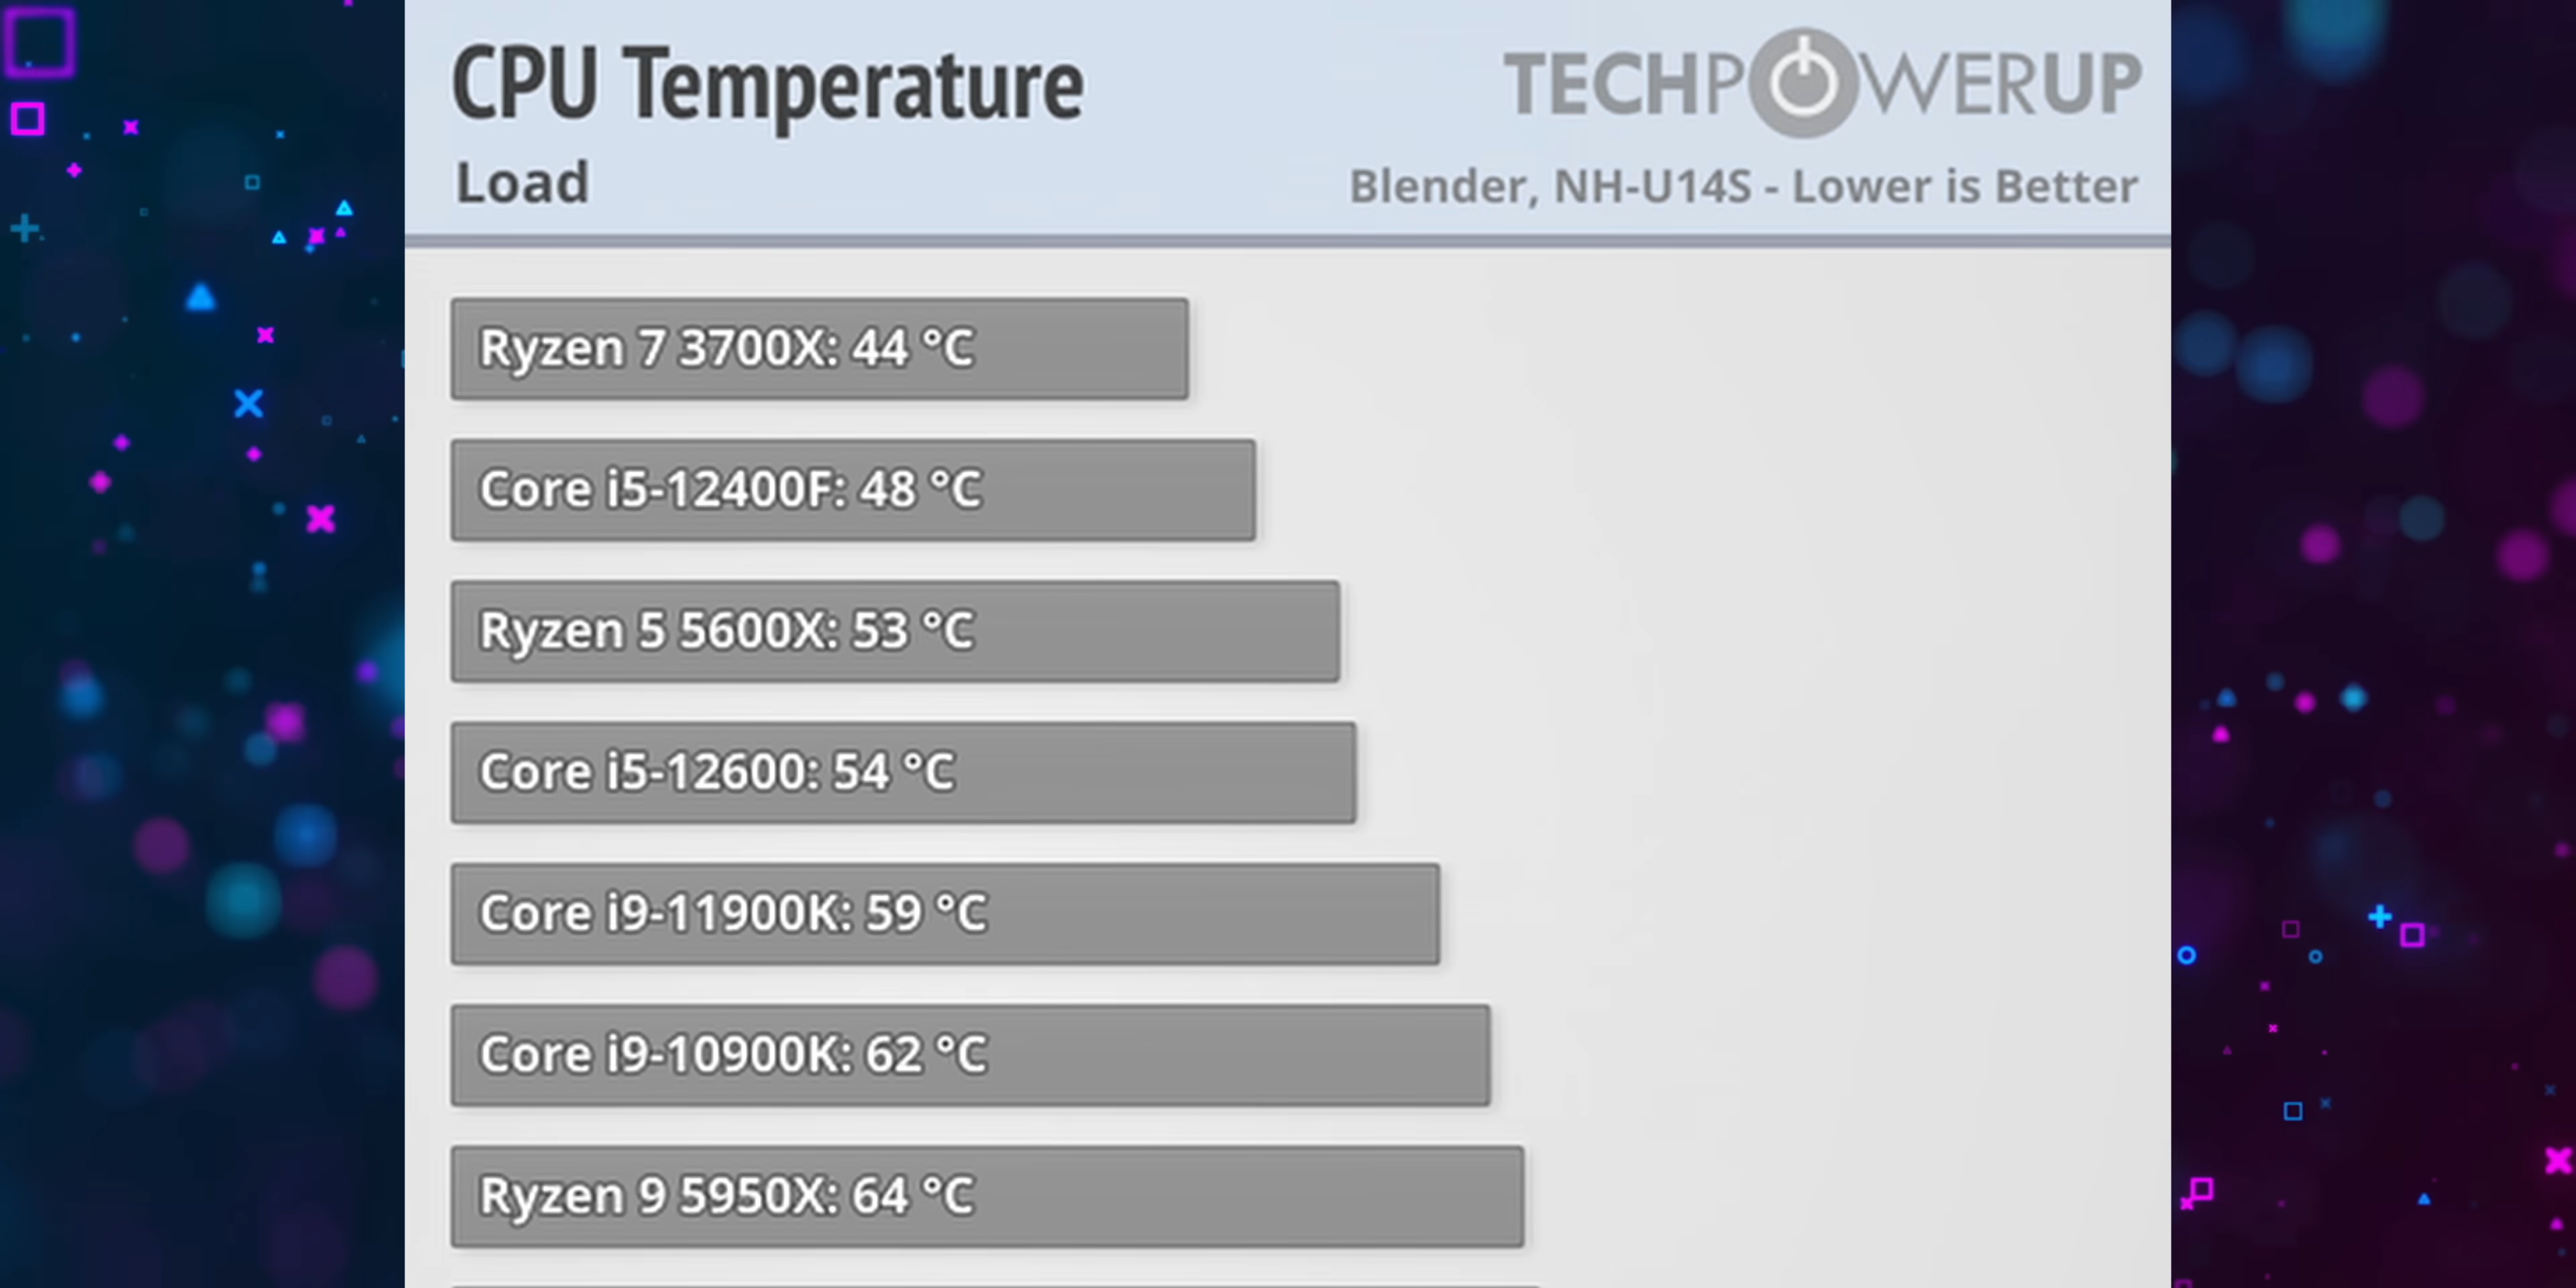 CPU Temperature
TECHPOWERUP
Load
Blender, NH-U14S - Lower is Better
Ryzen 7 3700X: 44 °C
Core i5-12400F: 48 °C
Ryzen 5 5600X: 53 °C
Core i5-12600: 54 °C
Core i9-11900K: 59 °C
Core i9-10900K: 62 °C
Ryzen 9 5950X: 64 °C